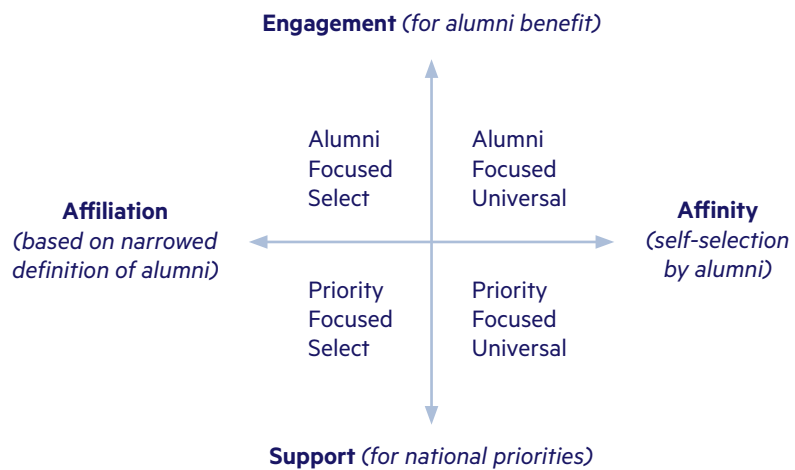 Engagement (for alumni benefit)
Alumni
Focused
Select
Alumni
Focused
Universal
Affiliation
(based on narrowed
definition of alumni)
Affinity
(self-selection
by alumni)
Priority
Focused
Select
Priority
Focused
Universal
Support (for national priorities)